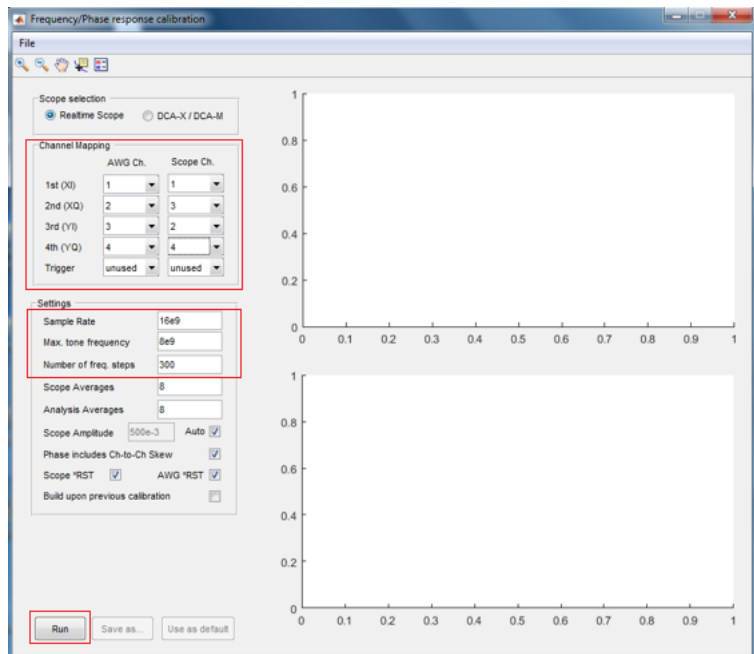 Frequency/Phase response calibration
File
Scope selection
Realtime Scope DCA-X / DCA-M
Channel Mapping
AWG Ch. Scope Ch.
1st (XI) 1 1
2nd (XQ) 2 3
3rd (YI) 3 2
4th (YQ) 4 4
Trigger unused unused
Settings
Sample Rate 16e9
Max. tone frequency 8e9
Number of freq. steps 300
Scope Averages 8
Analysis Averages 8
Scope Amplitude 500e-3 Auto
Phase includes Ch-to-Ch Skew
Scope *RST AWG *RST
Build upon previous calibration
Run Save as... Use as default
1
0.8
0.6
0.4
0.2
0
0 0.1 0.2 0.3 0.4 0.5 0.6 0.7 0.8 0.9 1
1
0.8
0.6
0.4
0.2
0
0 0.1 0.2 0.3 0.4 0.5 0.6 0.7 0.8 0.9 1